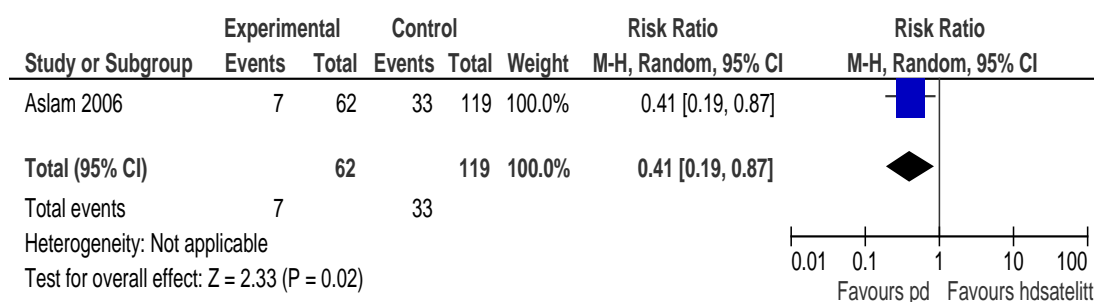 Experimental Control Risk Ratio Risk Ratio
Study or Subgroup Events Total Events Total Weight M-H, Random, 95% CI M-H, Random, 95% CI
Aslam 2006 7 62 33 119 100.0% 0.41 [0.19, 0.87]
Total (95% CI) 62 119 100.0% 0.41 [0.19, 0.87]
Total events 7 33
Heterogeneity: Not applicable
Test for overall effect: Z = 2.33 (P = 0.02)
0.01 0.1 1 10 100
Favours pd Favours hdsatelitt